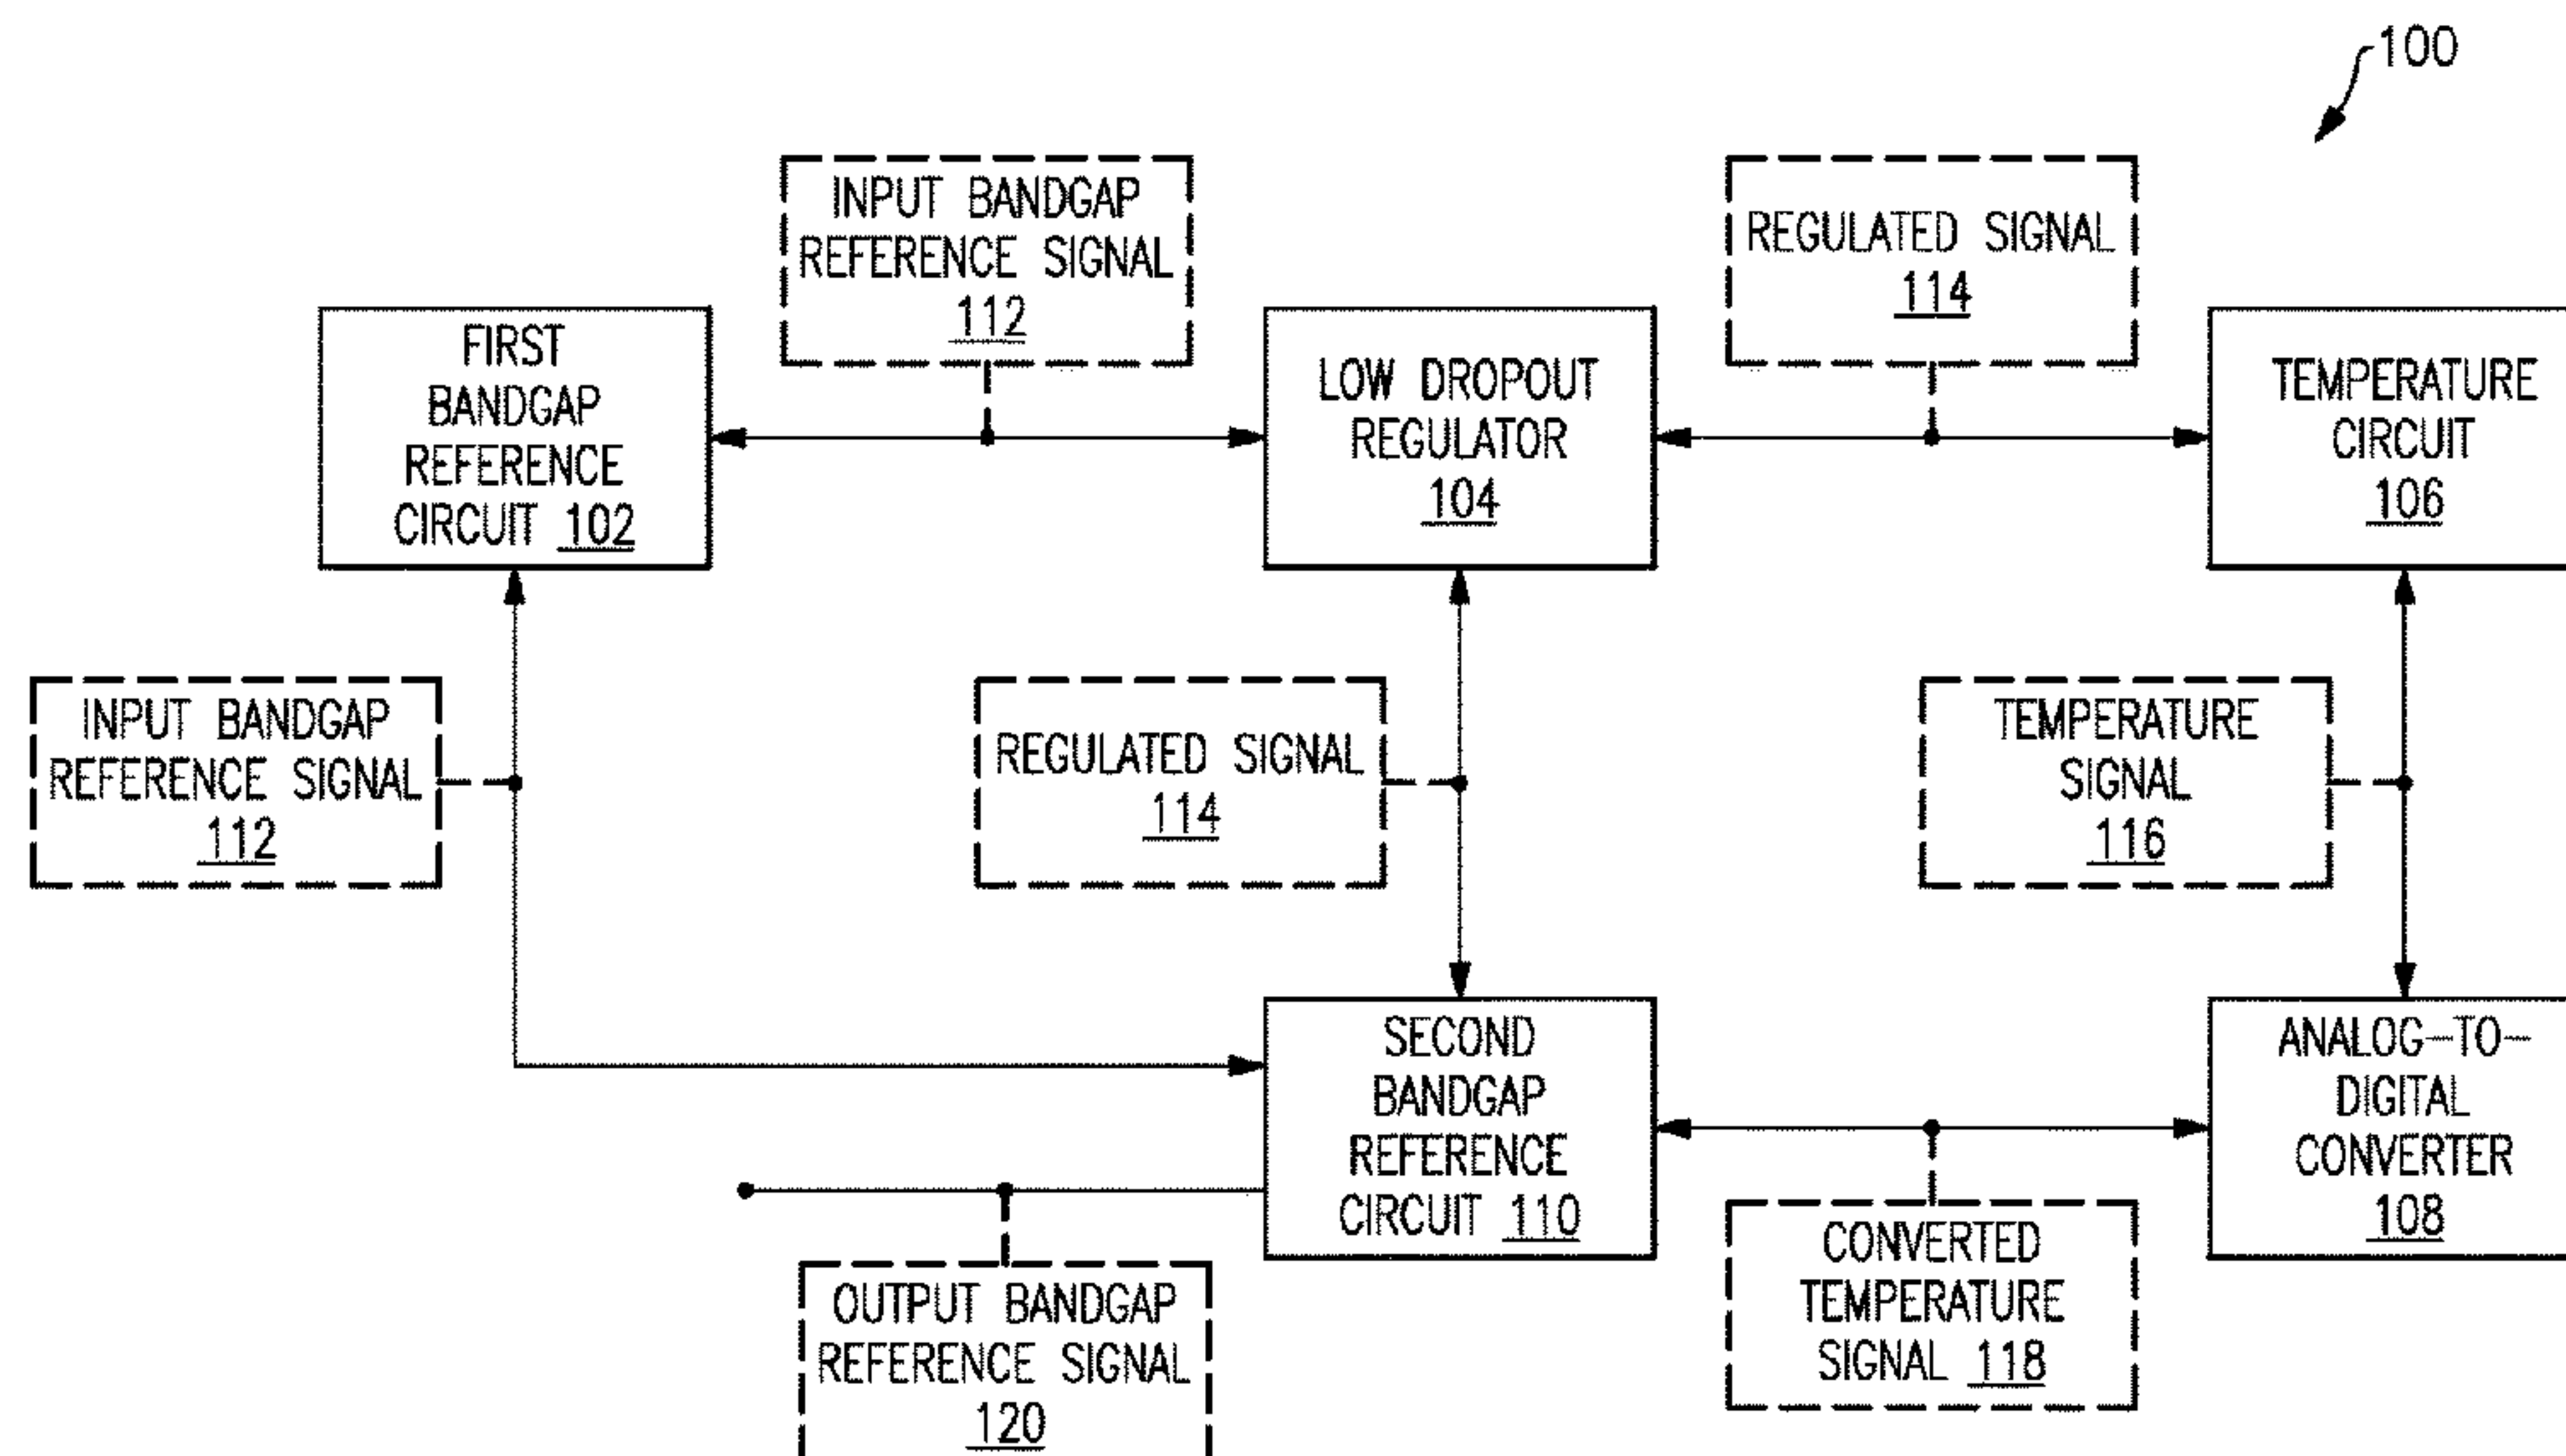 100
INPUT BANDGAP
REFERENCE SIGNAL
112
REGULATED SIGNAL
114
FIRST
BANDGAP
REFERENCE
CIRCUIT 102
LOW DROPOUT
REGULATOR
104
TEMPERATURE
CIRCUIT
106
INPUT BANDGAP
REFERENCE SIGNAL
112
REGULATED SIGNAL
114
TEMPERATURE
SIGNAL
116
SECOND
BANDGAP
REFERENCE
CIRCUIT 110
ANALOG-TO-
DIGITAL
CONVERTER
108
OUTPUT BANDGAP
REFERENCE SIGNAL
120
CONVERTED
TEMPERATURE
SIGNAL 118